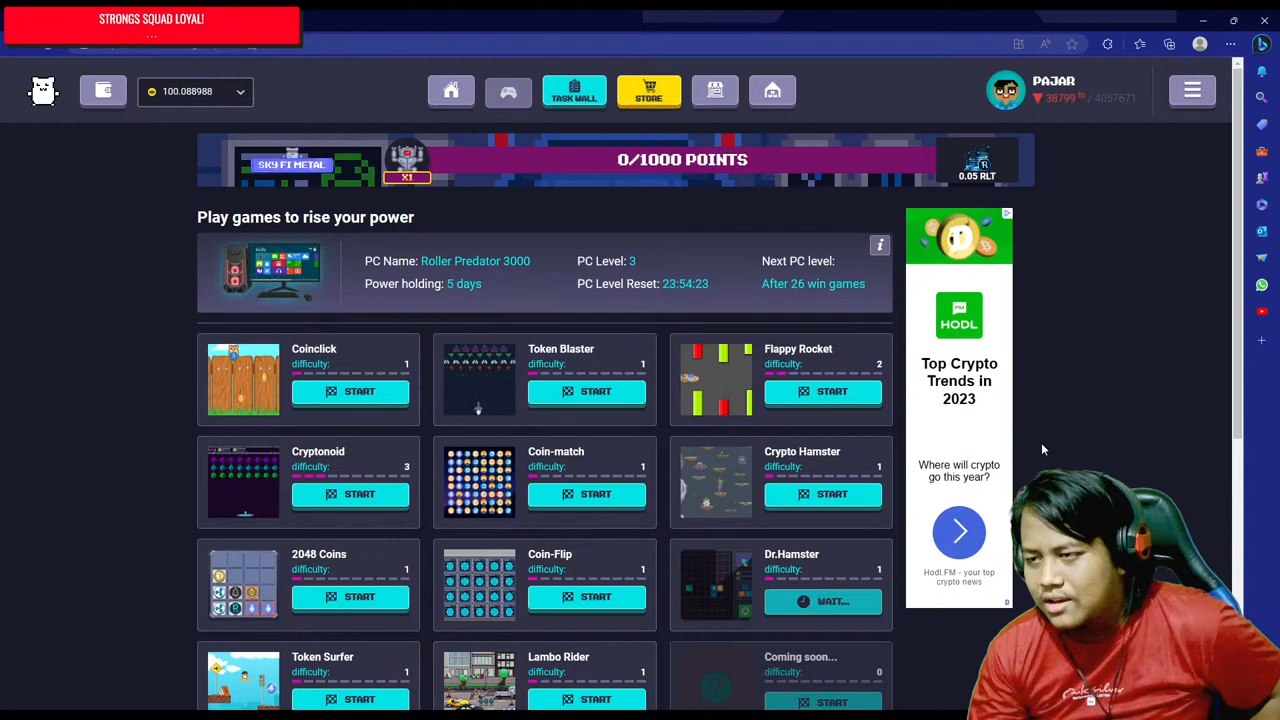 STRONGS SQUAD LOYAL!
...
100.088988
TASK WALL
STORE
PAJAR
38799 th / 4057671
SKY FI METAL
X1
0/1000 POINTS
0.05 RLT
Play games to rise your power
PC Name: Roller Predator 3000
PC Level: 3
Next PC level:
Power holding: 5 days
PC Level Reset: 23:54:23
After 26 win games
i
Coinclick
difficulty: 1
START
Token Blaster
difficulty: 1
START
Flappy Rocket
difficulty: 2
START
Cryptonoid
difficulty: 3
START
Coin-match
difficulty: 1
START
Crypto Hamster
difficulty: 1
START
2048 Coins
difficulty: 1
START
Coin-Flip
difficulty: 1
START
Dr.Hamster
difficulty: 1
WAIT...
Token Surfer
difficulty: 1
START
Lambo Rider
difficulty: 1
START
Coming soon...
difficulty: 0
START
HODL
Top Crypto
Trends in
2023
Where will crypto
go this year?
Hodl.FM - your top
crypto news
Quiksilver